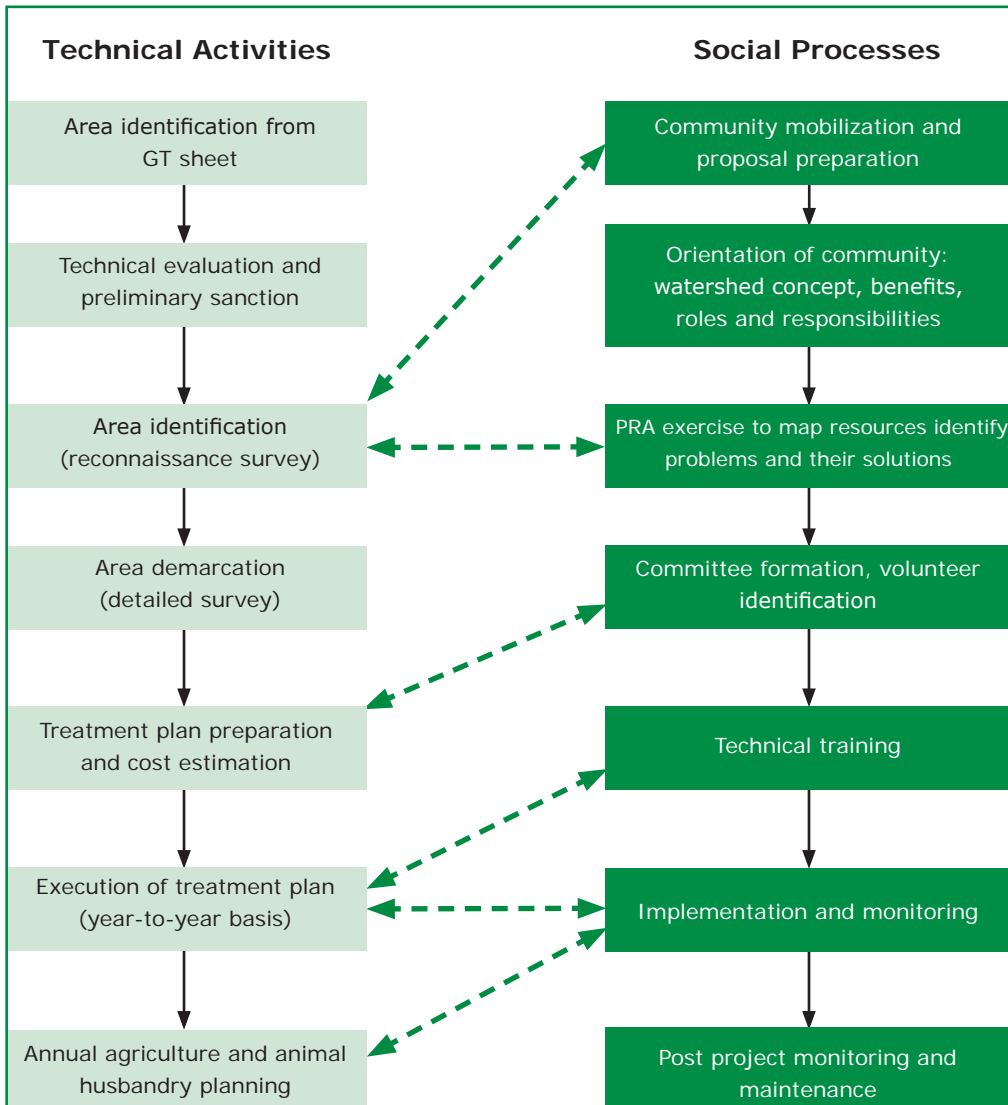 Technical Activities
Area identification from
GT sheet
Technical evaluation and
preliminary sanction
Area identification
(reconnaissance survey)
Area demarcation
(detailed survey)
Treatment plan preparation
and cost estimation
Execution of treatment plan
(year-to-year basis)
Annual agriculture and animal
husbandry planning
Social Processes
Community mobilization and
proposal preparation
Orientation of community:
watershed concept, benefits,
roles and responsibilities
PRA exercise to map resources identify
problems and their solutions
Committee formation, volunteer
identification
Technical training
Implementation and monitoring
Post project monitoring and
maintenance